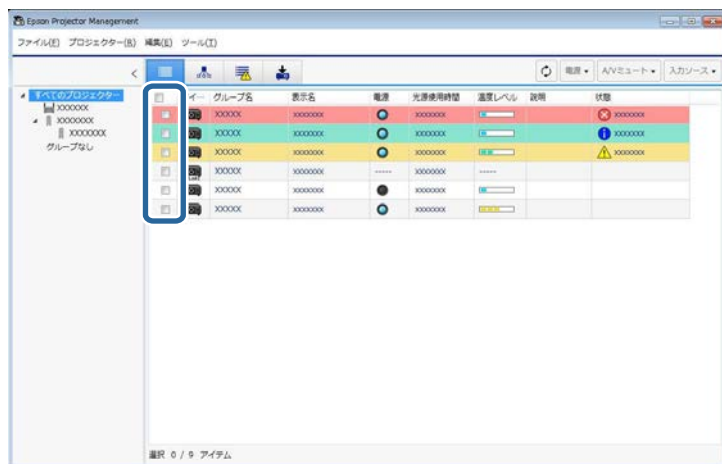 Epson Projector Management
ファイル(F) プロジェクター(R) 編集(E) ツール(T)
電源 A/Vミュート 入力ソース
すべてのプロジェクター
XXXXXX
XXXXXXX
XXXXXXX
グループなし
イ… グループ名 表示名 電源 光源使用時間 温度レベル 説明 状態
XXXXX XXXXXXX XXXXXXX XXXXXXX
XXXXX XXXXXXX XXXXXXX XXXXXXX
XXXXX XXXXXXX XXXXXXX XXXXXXX
XXXXX XXXXXXX ----- XXXXXXX -----
XXXXX XXXXXXX XXXXXXX
XXXXX XXXXXXX XXXXXXX
選択 0 / 9 アイテム